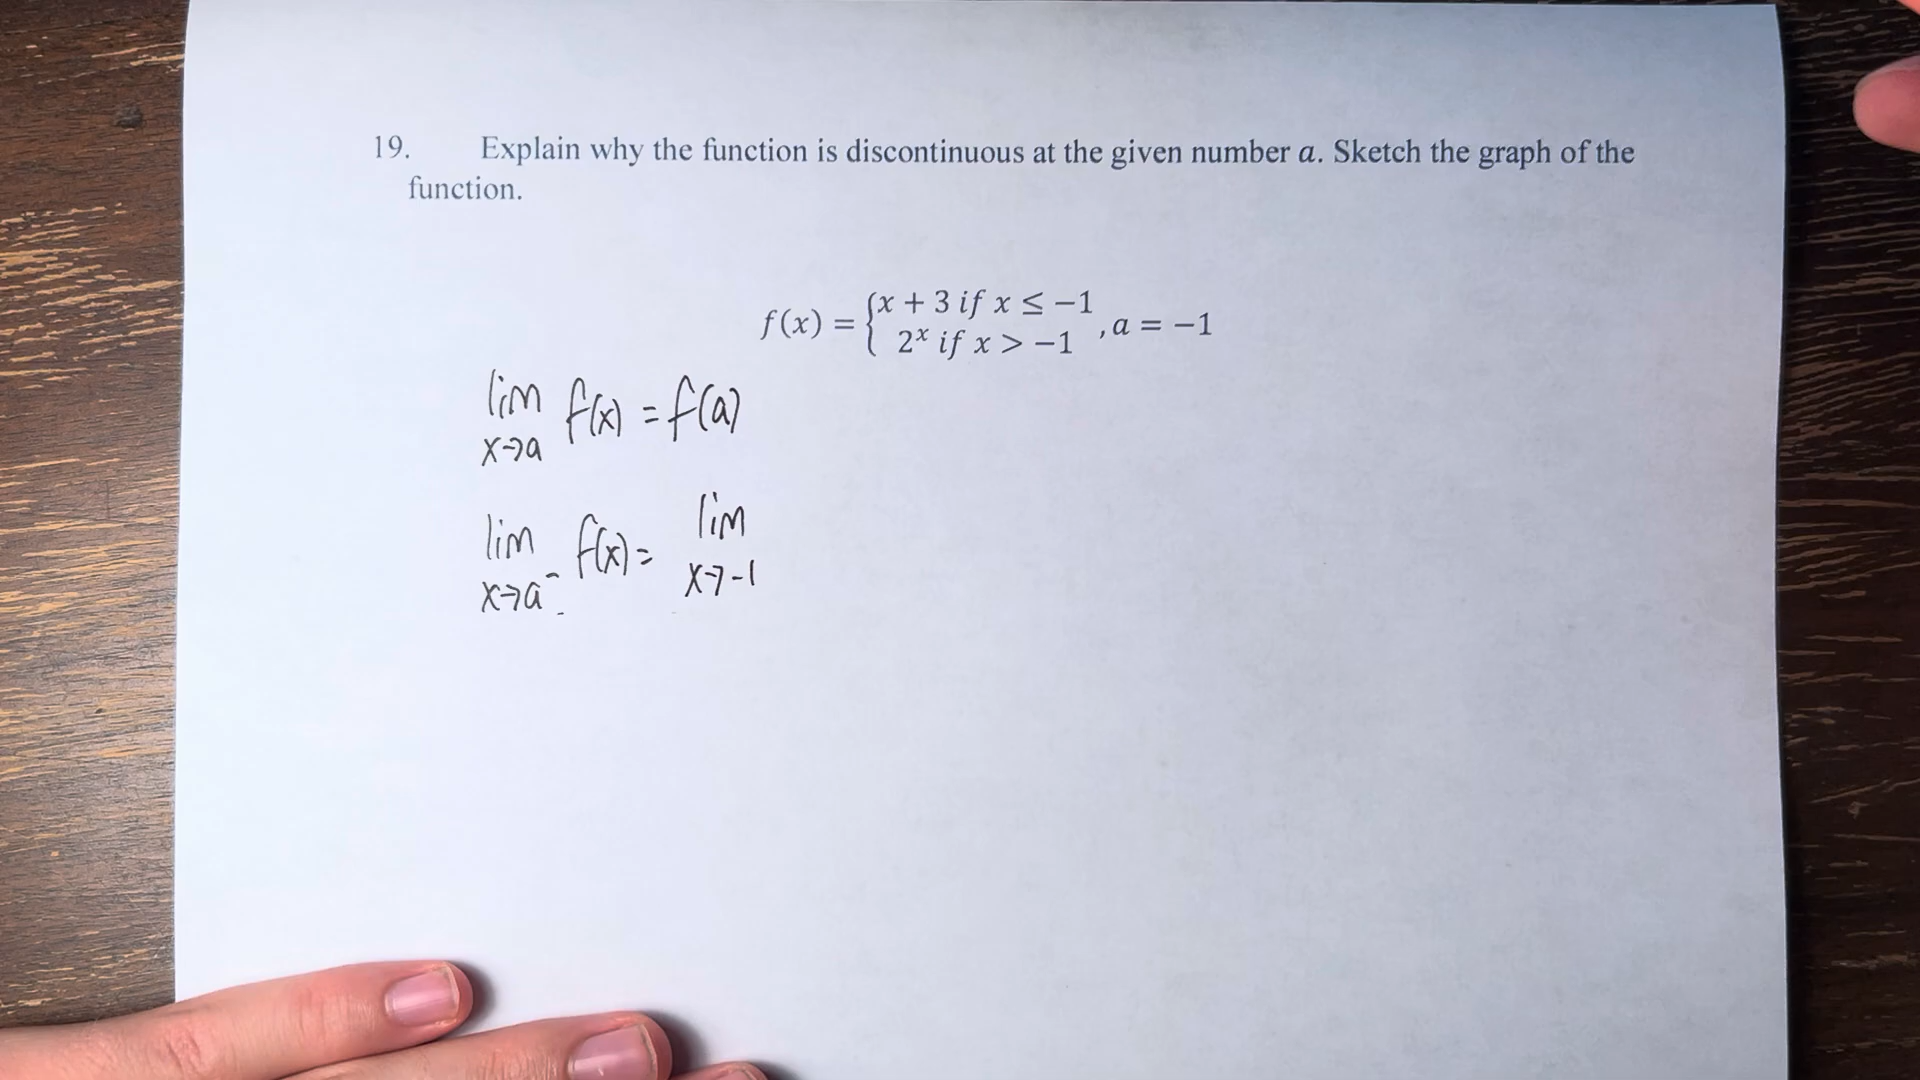 19. Explain why the function is discontinuous at the given number a. Sketch the graph of the
function.
f(x) = { x + 3 if x ≤ −1
2ˣ if x > −1 , a = −1
lim f(x) = f(a)
x→a
lim f(x) = lim
x→a⁻ x→-1